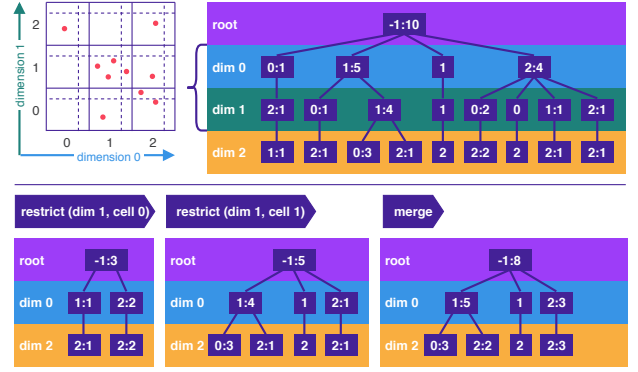 2
1
0
dimension 1
0 1 2
dimension 0
root -1:10
dim 0 0:1 1:5 1 2:4
dim 1 2:1 0:1 1:4 1 0:2 0 1:1 2:1
dim 2 1:1 2:1 0:3 2:1 2 2:2 2 2:1 2:1
restrict (dim 1, cell 0)
root -1:3
dim 0 1:1 2:2
dim 2 2:1 2:2
restrict (dim 1, cell 1)
root -1:5
dim 0 1:4 1 2:1
dim 2 0:3 2:1 2 2:1
merge
root -1:8
dim 0 1:5 1 2:3
dim 2 0:3 2:2 2 2:3